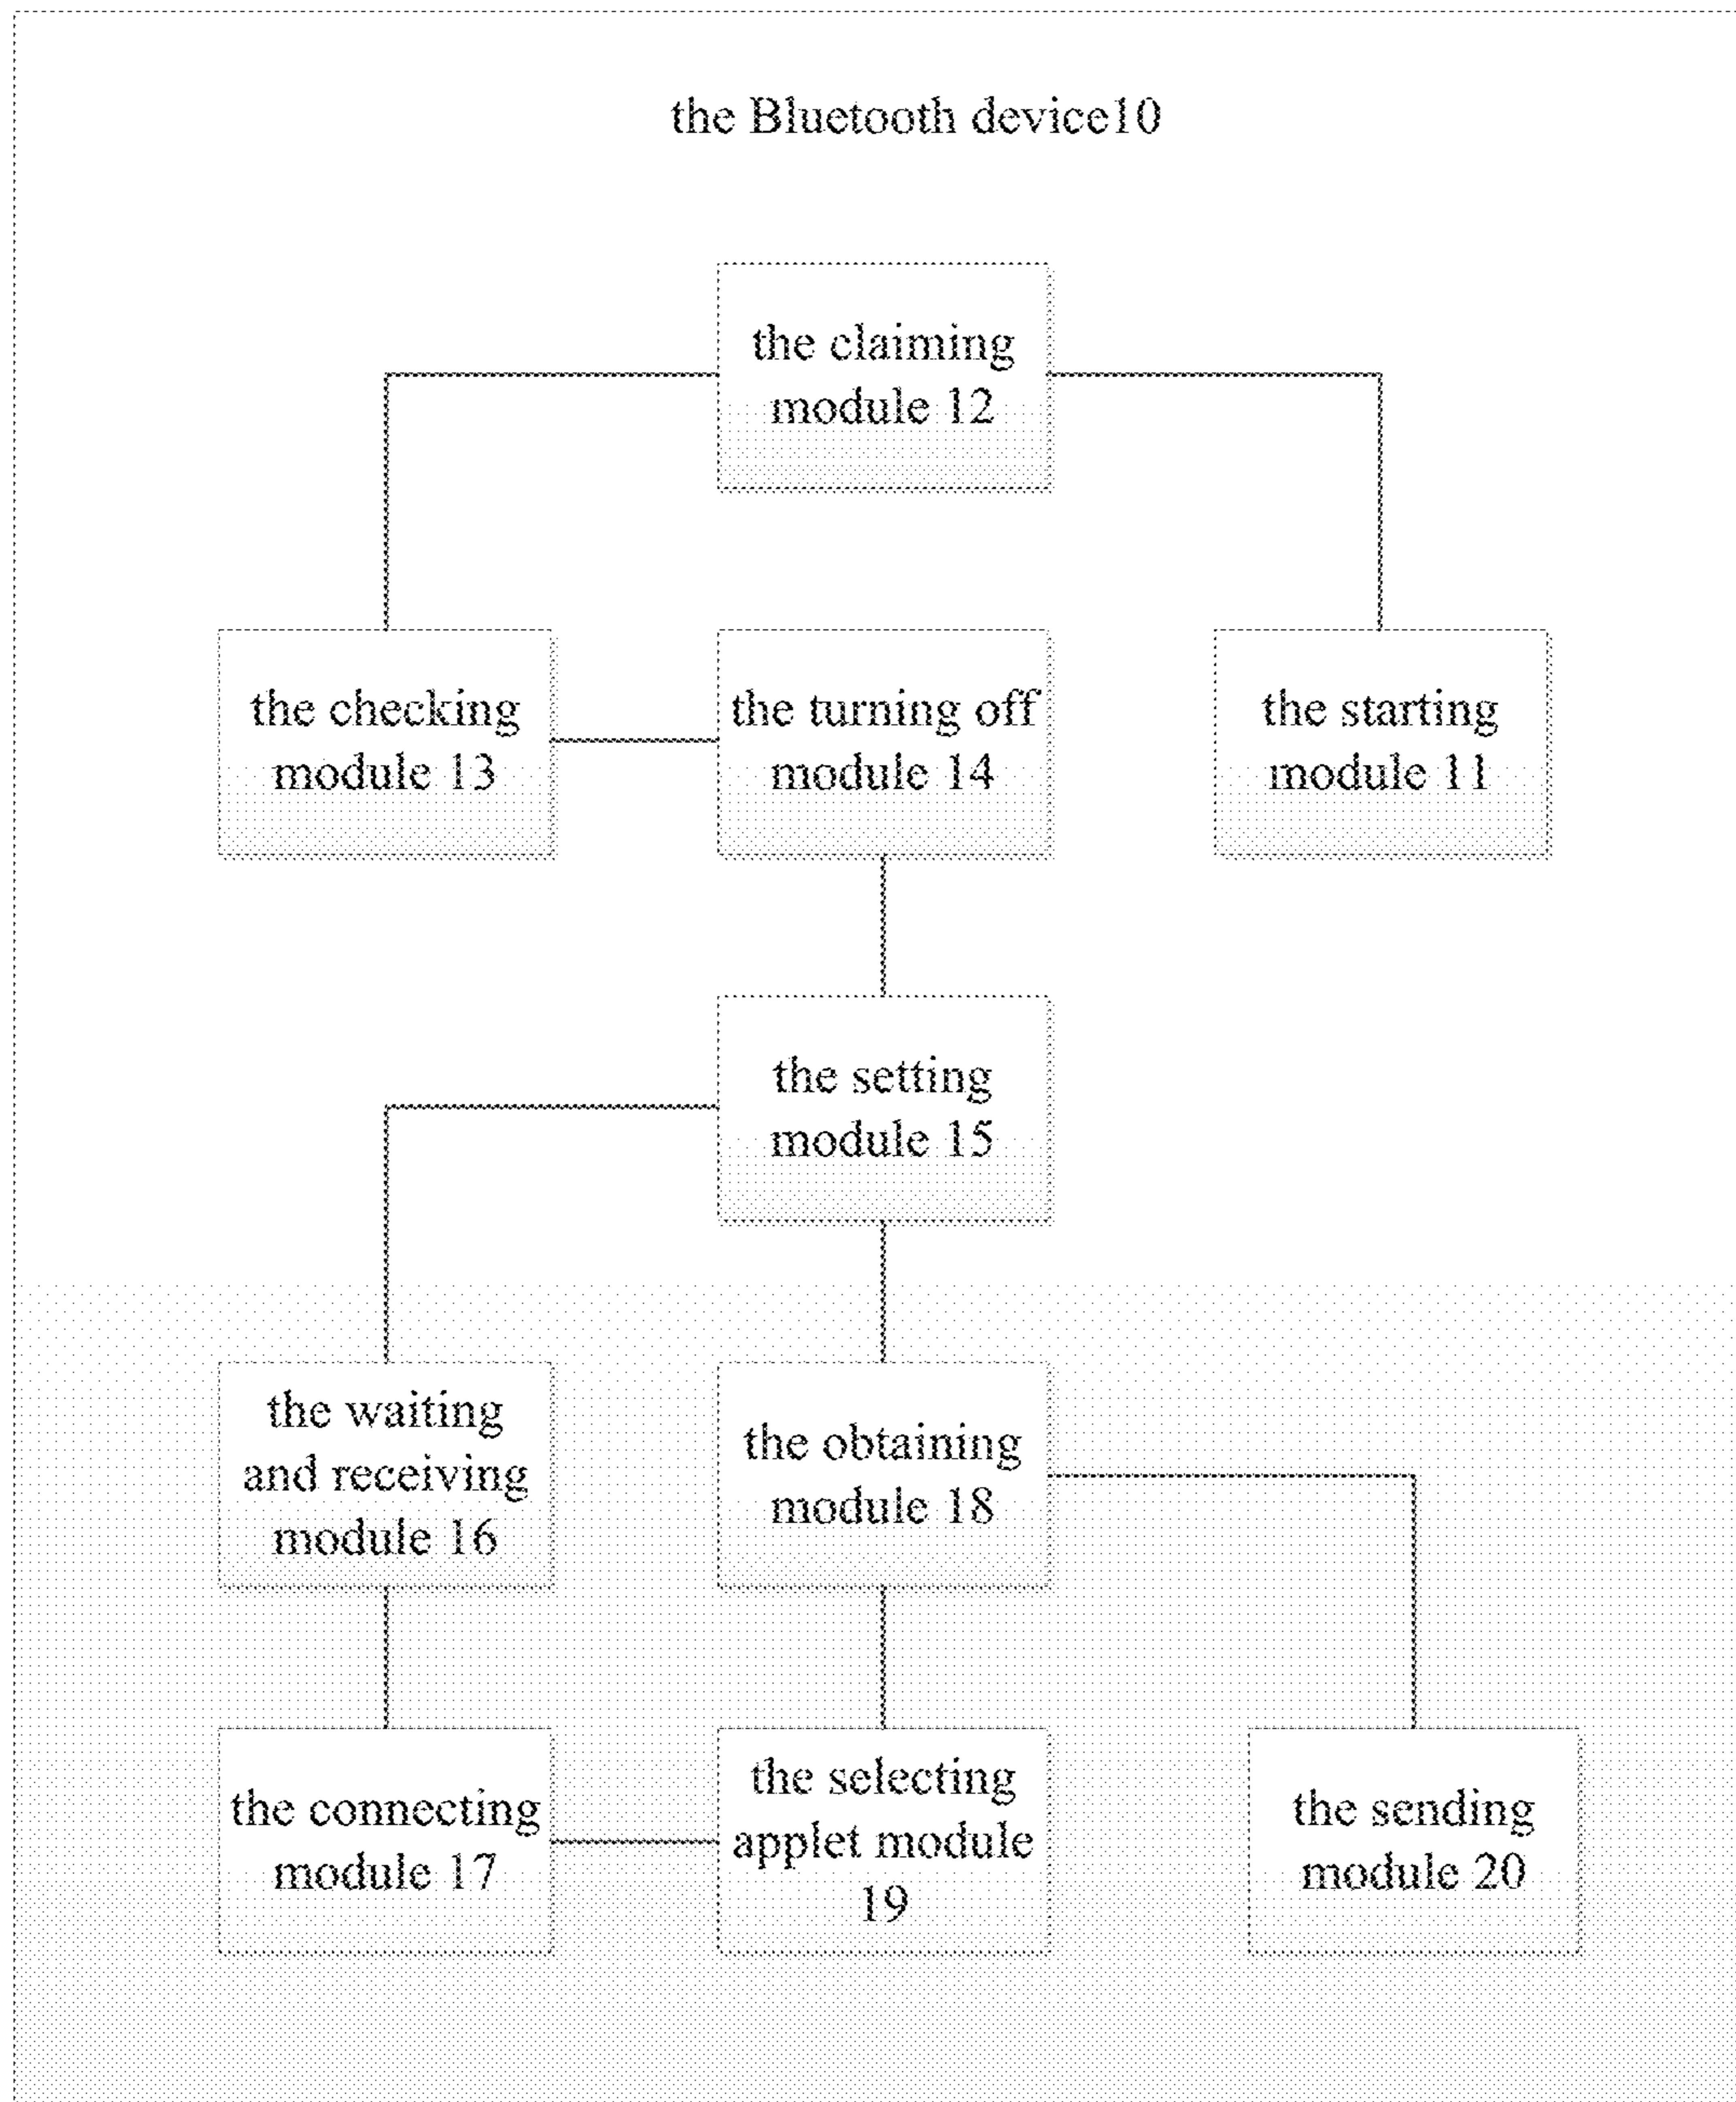 the Bluetooth device10
the claiming
module 12
the checking
module 13
the turning off
module 14
the starting
module 11
the setting
module 15
the waiting
and receiving
module 16
the obtaining
module 18
the connecting
module 17
the selecting
applet module
19
the sending
module 20